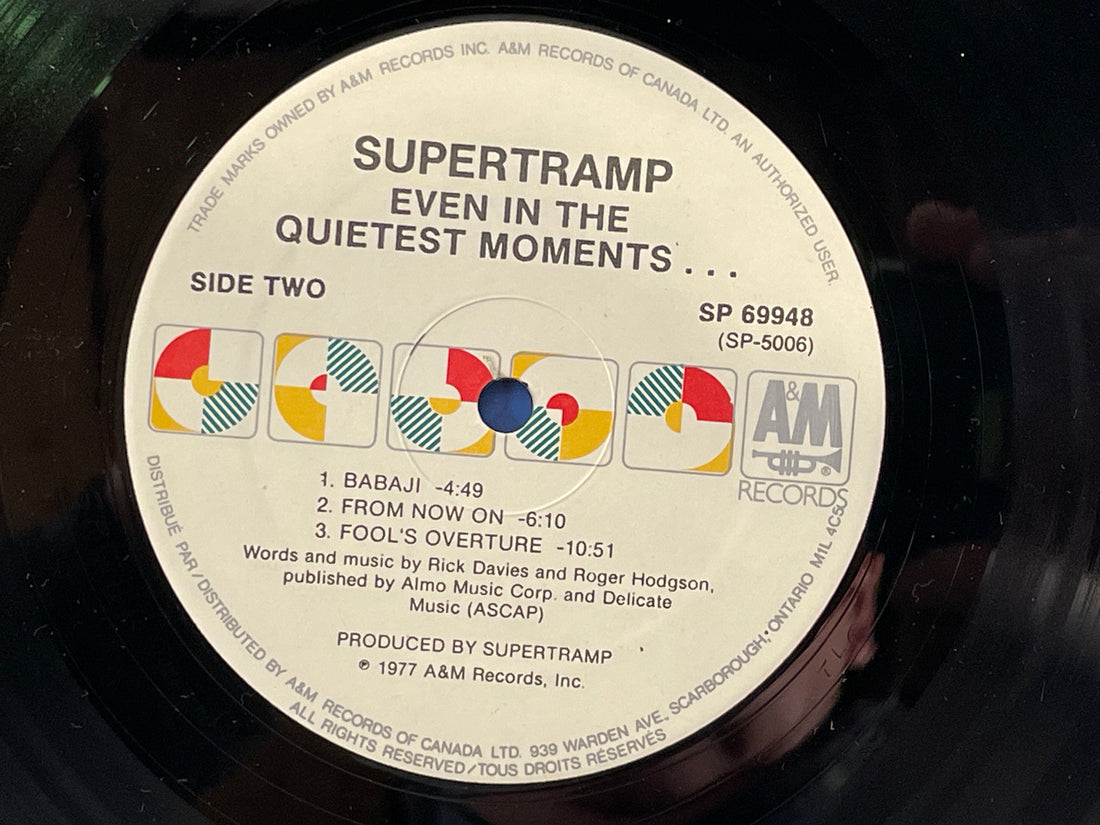 TRADE MARKS OWNED BY A&M RECORDS INC. A&M RECORDS OF CANADA LTD. AN AUTHORIZED USER.
SUPERTRAMP
EVEN IN THE
QUIETEST MOMENTS . . .
SIDE TWO
SP 69948
(SP-5006)
A&M
®
RECORDS
1. BABAJI -4:49
2. FROM NOW ON -6:10
3. FOOL'S OVERTURE -10:51
Words and music by Rick Davies and Roger Hodgson,
published by Almo Music Corp. and Delicate
Music (ASCAP)
PRODUCED BY SUPERTRAMP
℗ 1977 A&M Records, Inc.
DISTRIBUÉ PAR/DISTRIBUTED BY A&M RECORDS OF CANADA LTD. 939 WARDEN AVE., SCARBOROUGH, ONTARIO M1L 4C5
ALL RIGHTS RESERVED/TOUS DROITS RÉSERVÉS